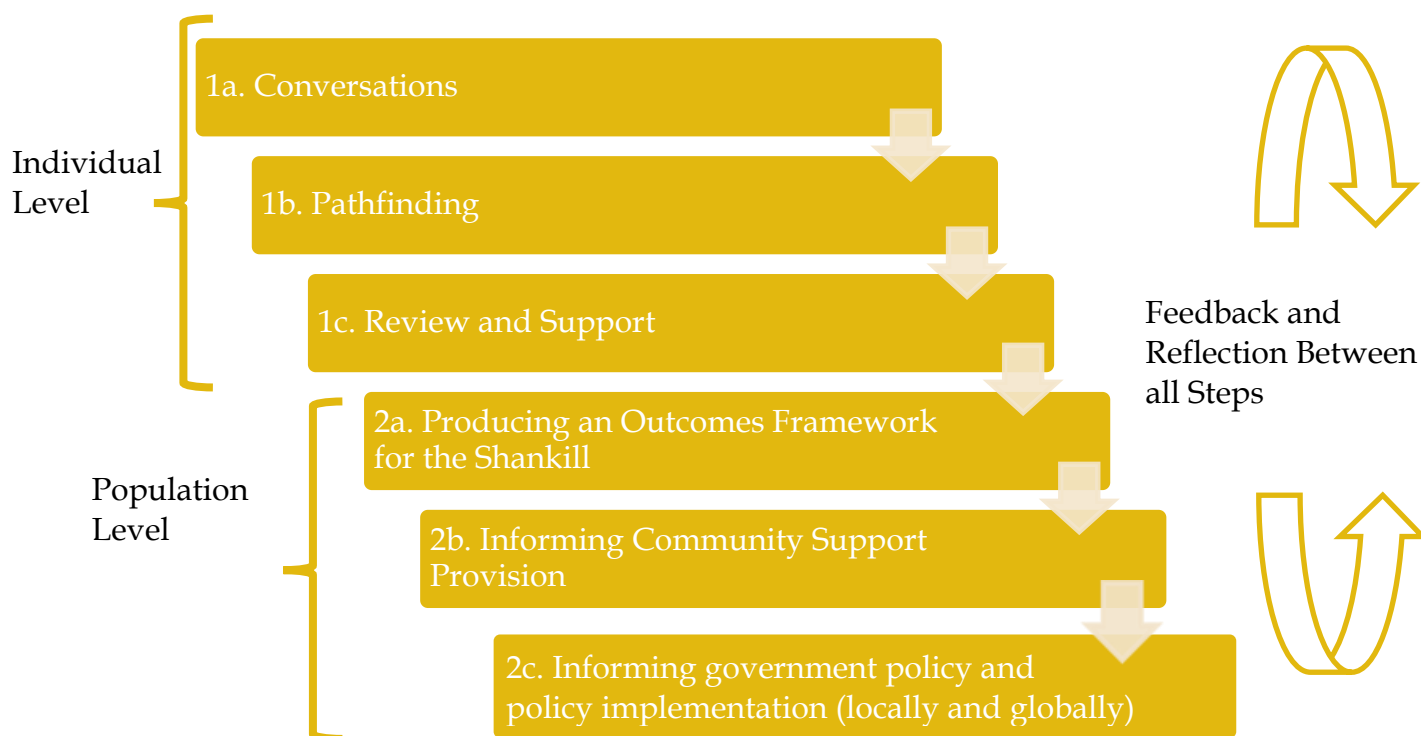 1a. Conversations
Individual
Level
1b. Pathfinding
1c. Review and Support
Feedback and
Reflection Between
all Steps
2a. Producing an Outcomes Framework
for the Shankill
Population
Level
2b. Informing Community Support
Provision
2c. Informing government policy and
policy implementation (locally and globally)